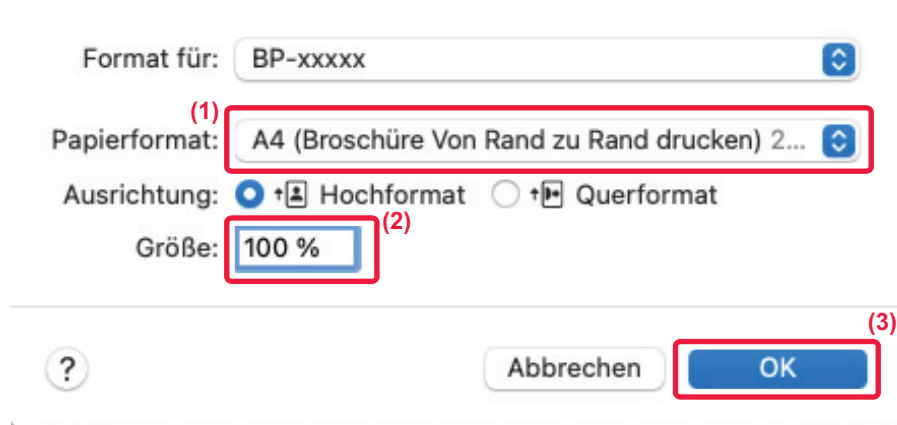 Format für: BP-xxxxx
(1)
Papierformat: A4 (Broschüre Von Rand zu Rand drucken) 2...
Ausrichtung: Hochformat Querformat
(2)
Größe: 100 %
(3)
? Abbrechen OK